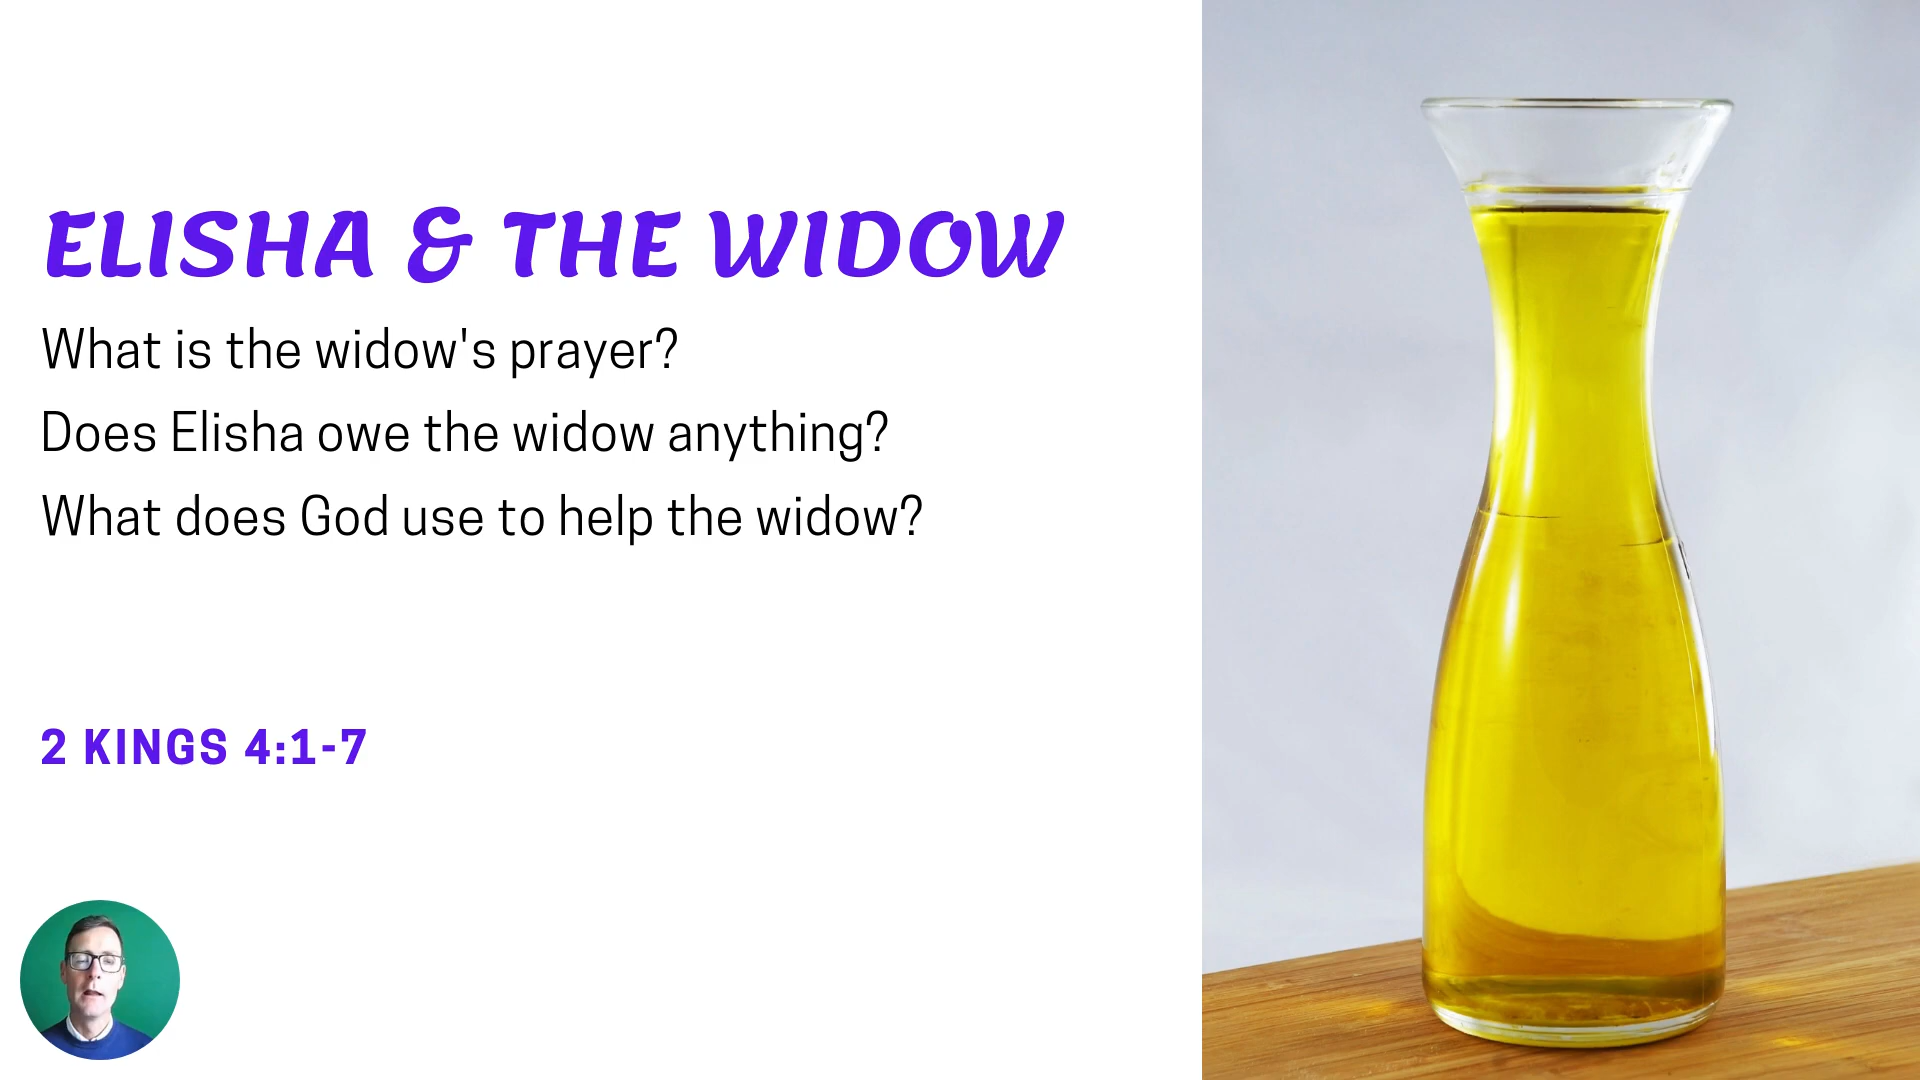 ELISHA & THE WIDOW
What is the widow's prayer?
Does Elisha owe the widow anything?
What does God use to help the widow?
2 KINGS 4:1-7